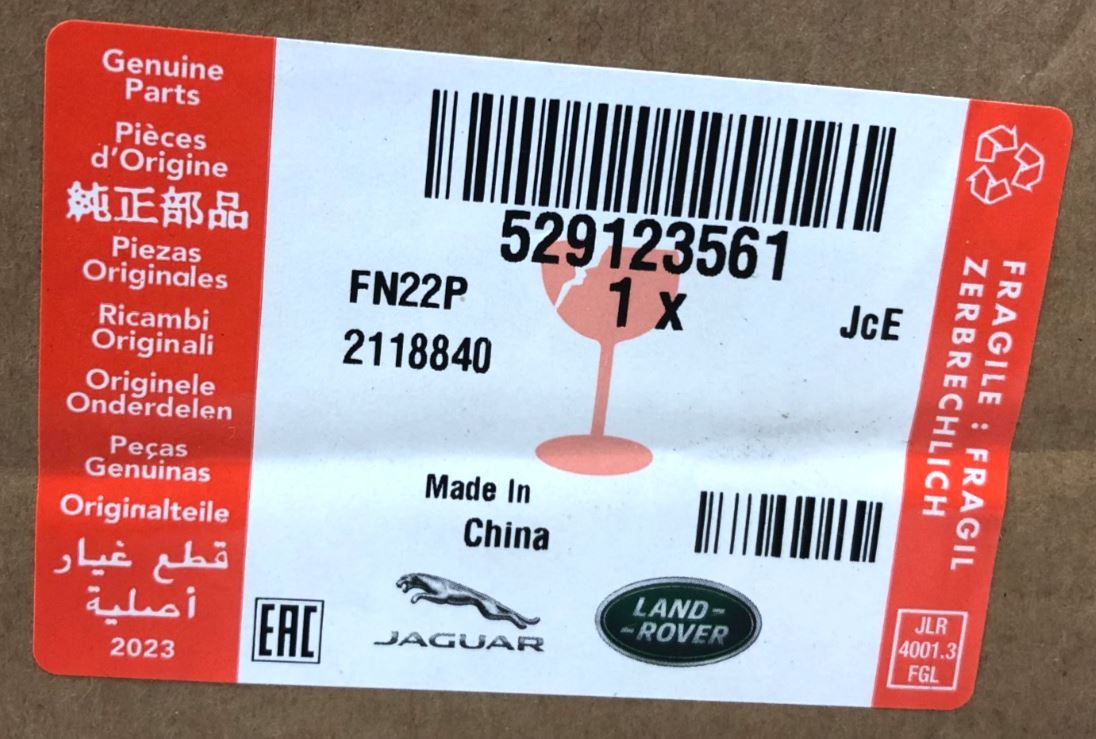 Genuine
Parts
Pièces
d'Origine
純正部品
Piezas
Originales
Ricambi
Originali
Originele
Onderdelen
Peças
Genuinas
Originalteile
قطع غيار
أصلية
2023
529123561
1 x
FN22P
JcE
2118840
Made In
China
EAC
JAGUAR
LAND-
-ROVER
FRAGILE : FRAGIL
ZERBRECHLICH
JLR
4001.3
FGL